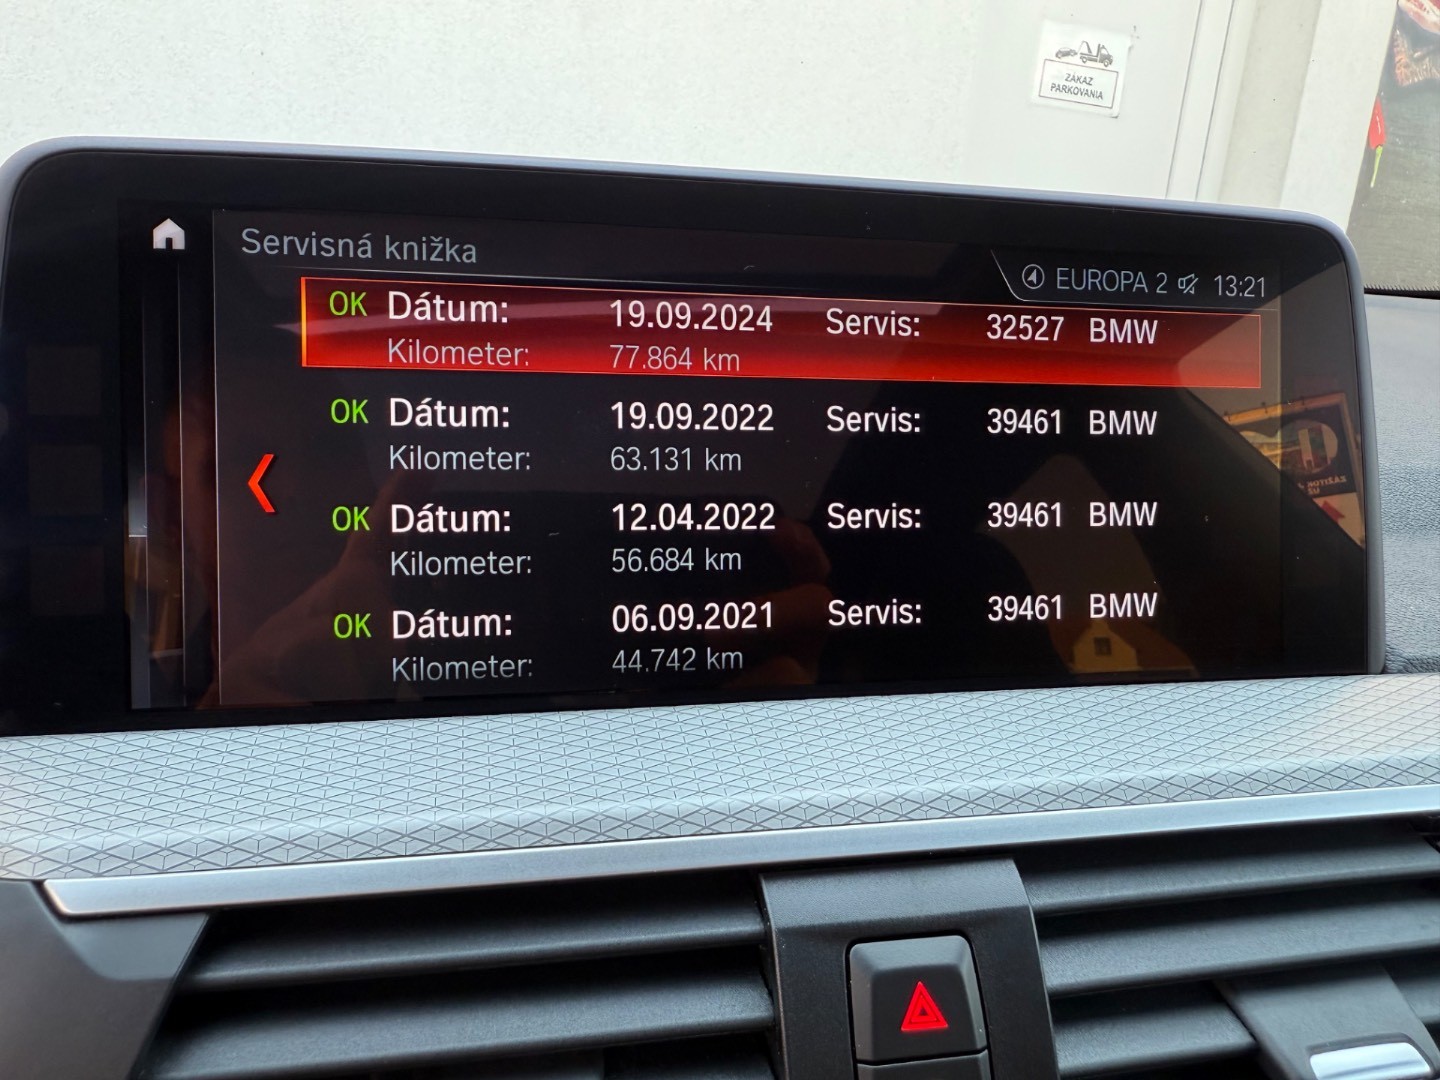 ZÁKAZ
PARKOVANIA
Servisná knižka
EUROPA 2 13:21
OK Dátum: 19.09.2024 Servis: 32527 BMW
Kilometer: 77.864 km
OK Dátum: 19.09.2022 Servis: 39461 BMW
Kilometer: 63.131 km
OK Dátum: 12.04.2022 Servis: 39461 BMW
Kilometer: 56.684 km
OK Dátum: 06.09.2021 Servis: 39461 BMW
Kilometer: 44.742 km